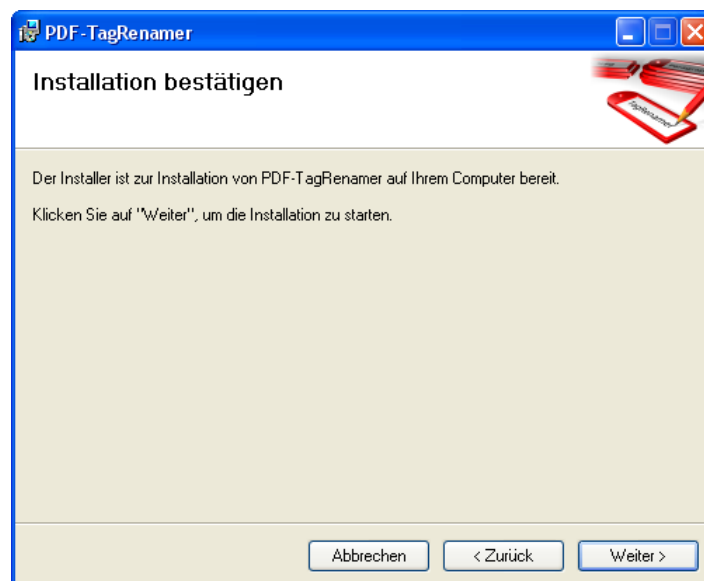 PDF-TagRenamer
Installation bestätigen
TagRenamer
Der Installer ist zur Installation von PDF-TagRenamer auf Ihrem Computer bereit.
Klicken Sie auf "Weiter", um die Installation zu starten.
Abbrechen
< Zurück
Weiter >